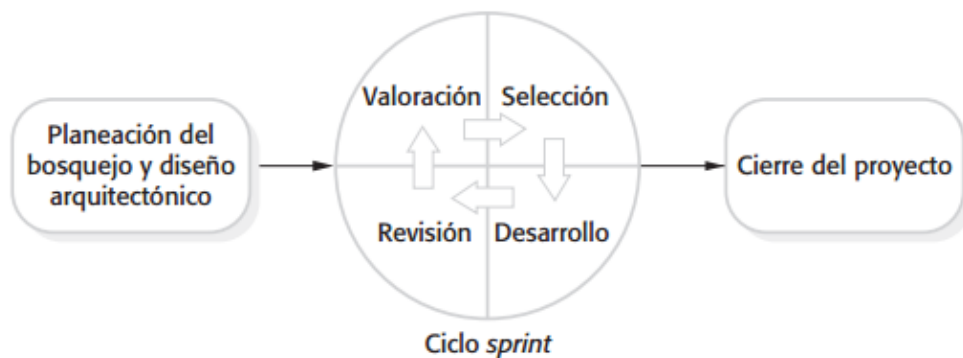 Planeación del
bosquejo y diseño
arquitectónico
Valoración
Selección
Revisión
Desarrollo
Cierre del proyecto
Ciclo sprint